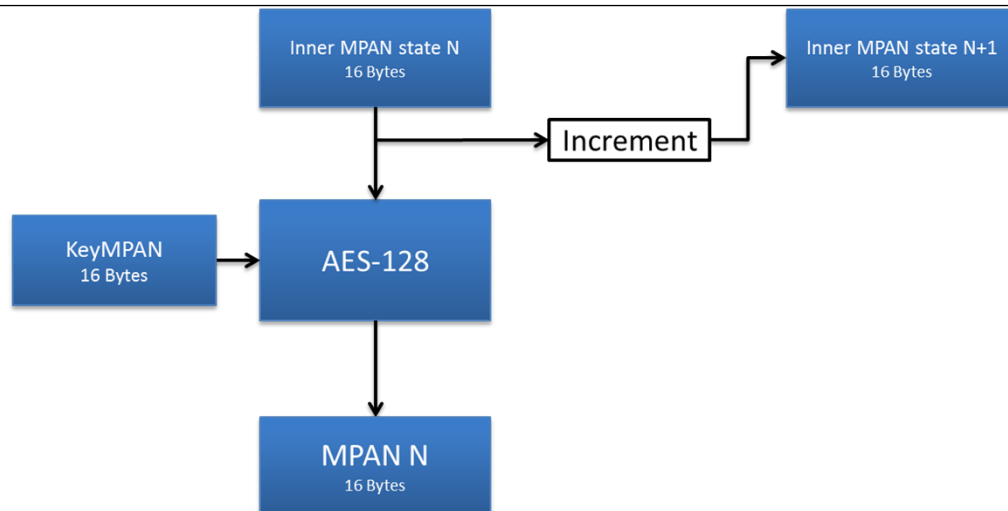 Inner MPAN state N
16 Bytes
Inner MPAN state N+1
16 Bytes
Increment
KeyMPAN
16 Bytes
AES-128
MPAN N
16 Bytes